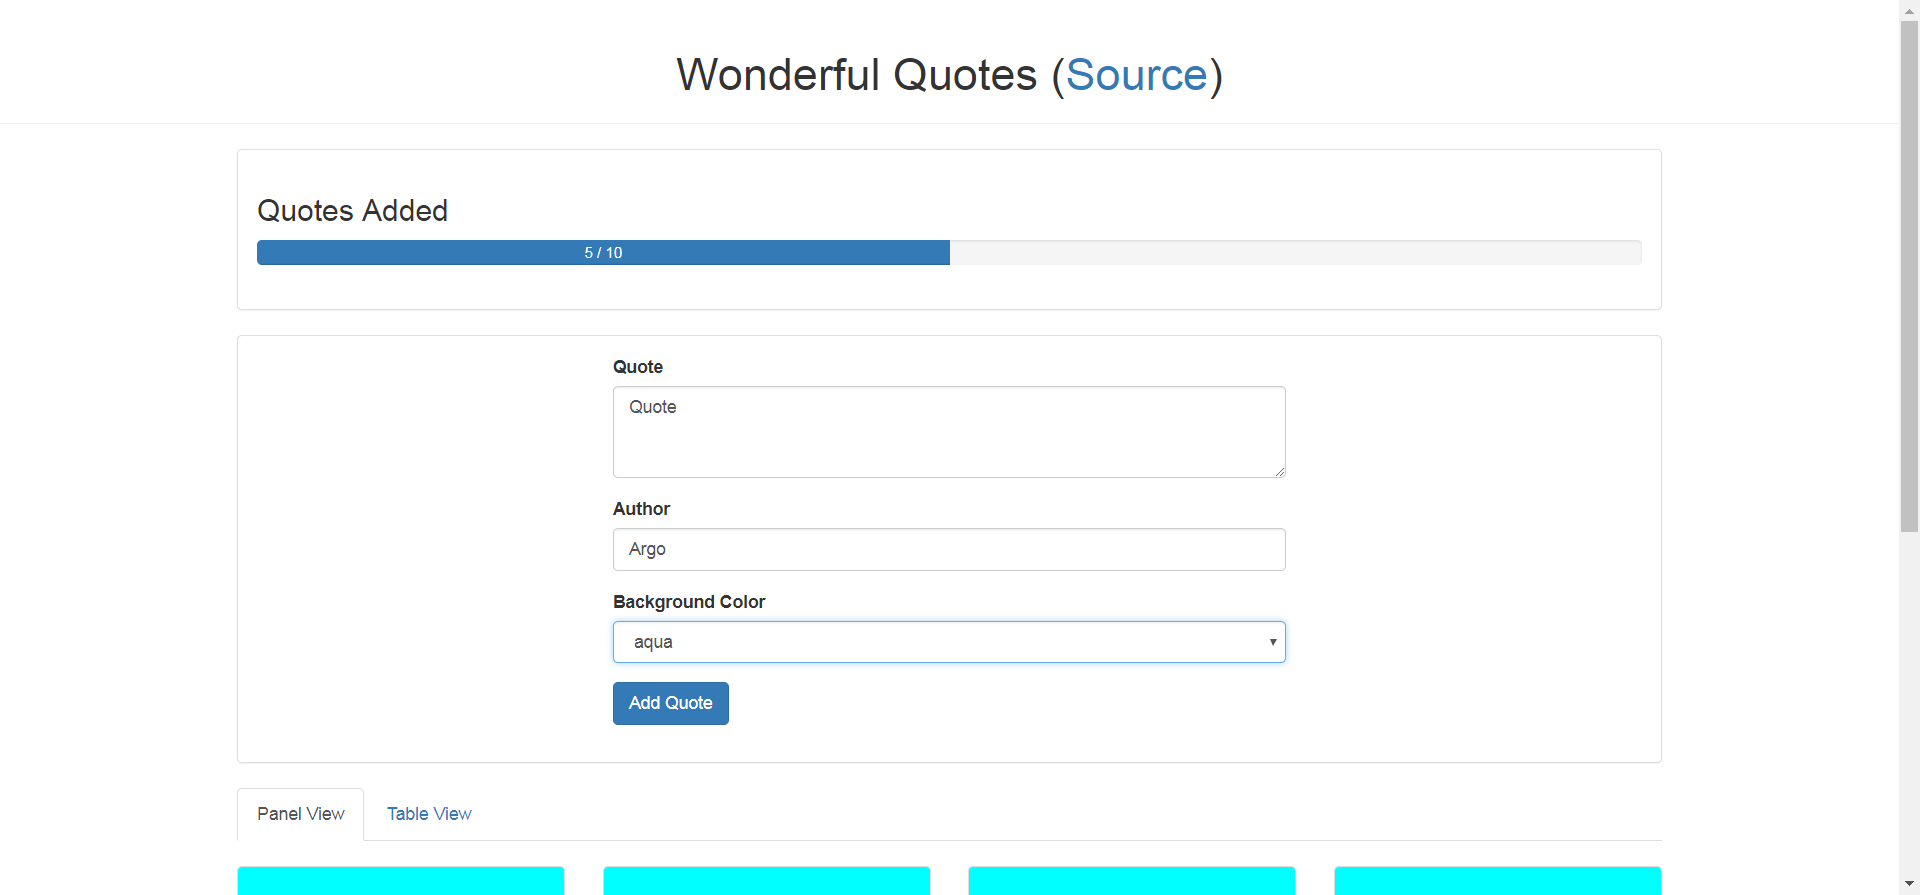 Wonderful Quotes (Source)
Quotes Added
5 / 10
Quote
Quote
Author
Argo
Background Color
aqua
Add Quote
Panel View Table View